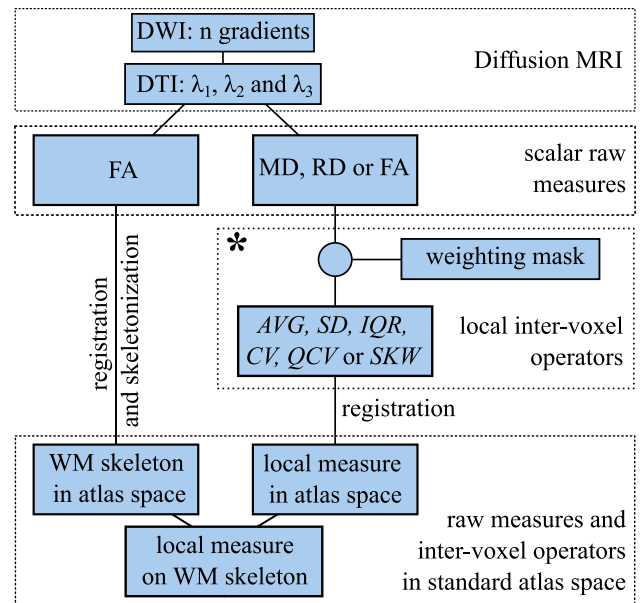 DWI: n gradients
Diffusion MRI
DTI: λ₁, λ₂ and λ₃
FA
MD, RD or FA
scalar raw
measures
*
weighting mask
registration
and skeletonization
AVG, SD, IQR,
CV, QCV or SKW
local inter-voxel
operators
registration
WM skeleton
in atlas space
local measure
in atlas space
local measure
on WM skeleton
raw measures and
inter-voxel operators
in standard atlas space